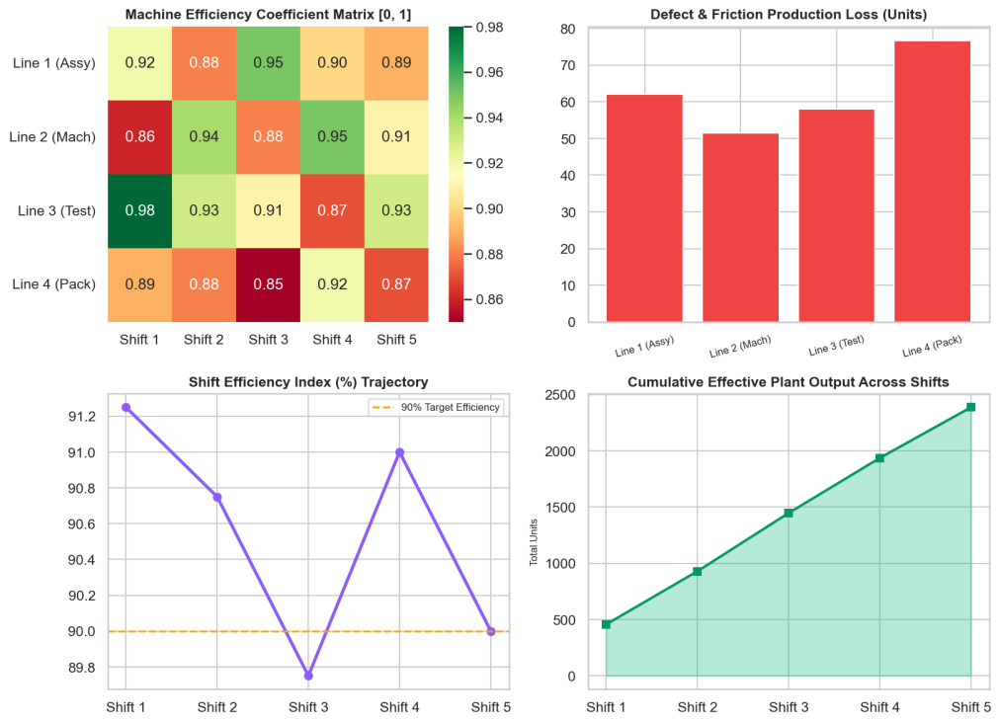 Machine Efficiency Coefficient Matrix [0, 1]
Line 1 (Assy) 0.92 0.88 0.95 0.90 0.89
Line 2 (Mach) 0.86 0.94 0.88 0.95 0.91
Line 3 (Test) 0.98 0.93 0.91 0.87 0.93
Line 4 (Pack) 0.89 0.88 0.85 0.92 0.87
Shift 1 Shift 2 Shift 3 Shift 4 Shift 5
0.98
0.96
0.94
0.92
0.90
0.88
0.86
Defect & Friction Production Loss (Units)
80
70
60
50
40
30
20
10
0
Line 1 (Assy) Line 2 (Mach) Line 3 (Test) Line 4 (Pack)
Shift Efficiency Index (%) Trajectory
90% Target Efficiency
91.2
91.0
90.8
90.6
90.4
90.2
90.0
89.8
Shift 1 Shift 2 Shift 3 Shift 4 Shift 5
Cumulative Effective Plant Output Across Shifts
Total Units
2500
2000
1500
1000
500
0
Shift 1 Shift 2 Shift 3 Shift 4 Shift 5